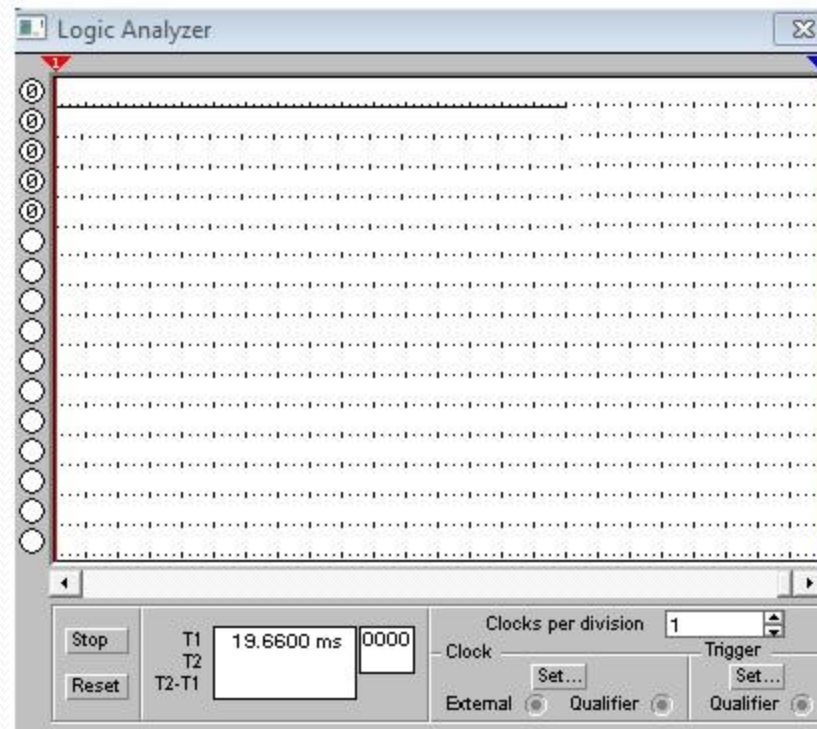 Logic Analyzer
1
0
0
0
0
0
Clocks per division 1
Stop
T1 19.6600 ms 0000
Clock
Trigger
T2
Set...
Set...
Reset
T2-T1
External
Qualifier
Qualifier